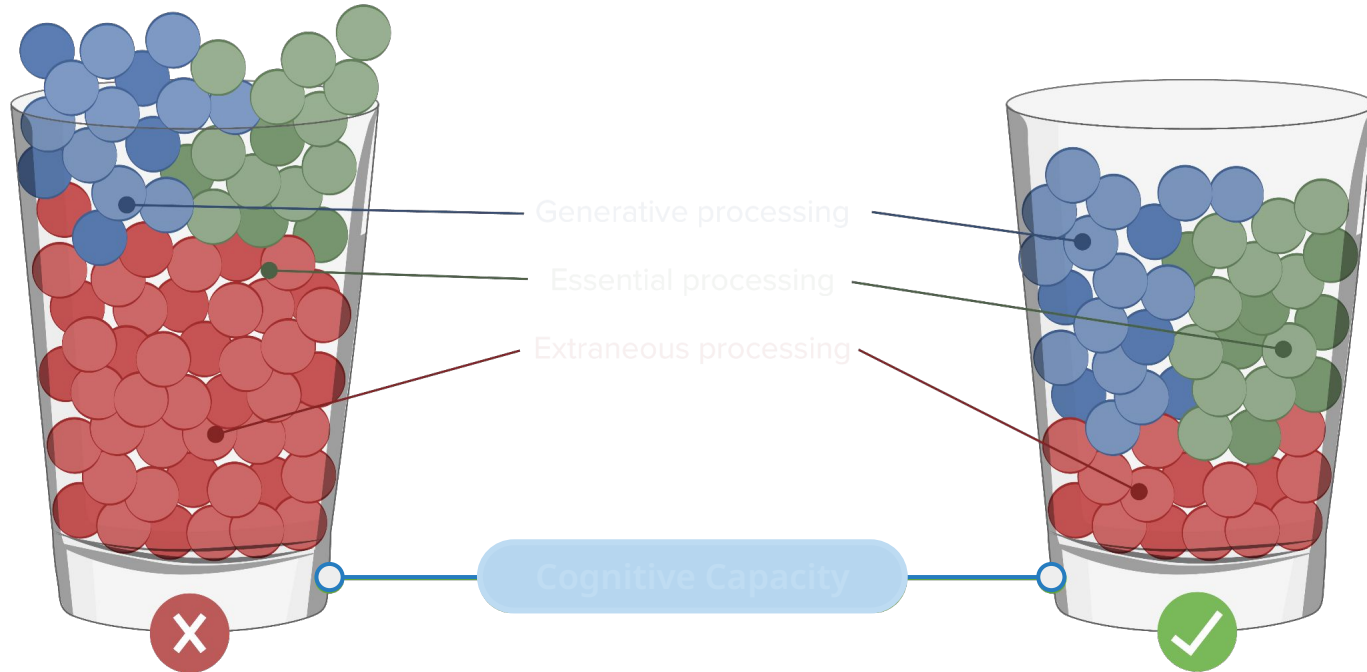 Generative processing
Essential processing
Extraneous processing
Cognitive Capacity